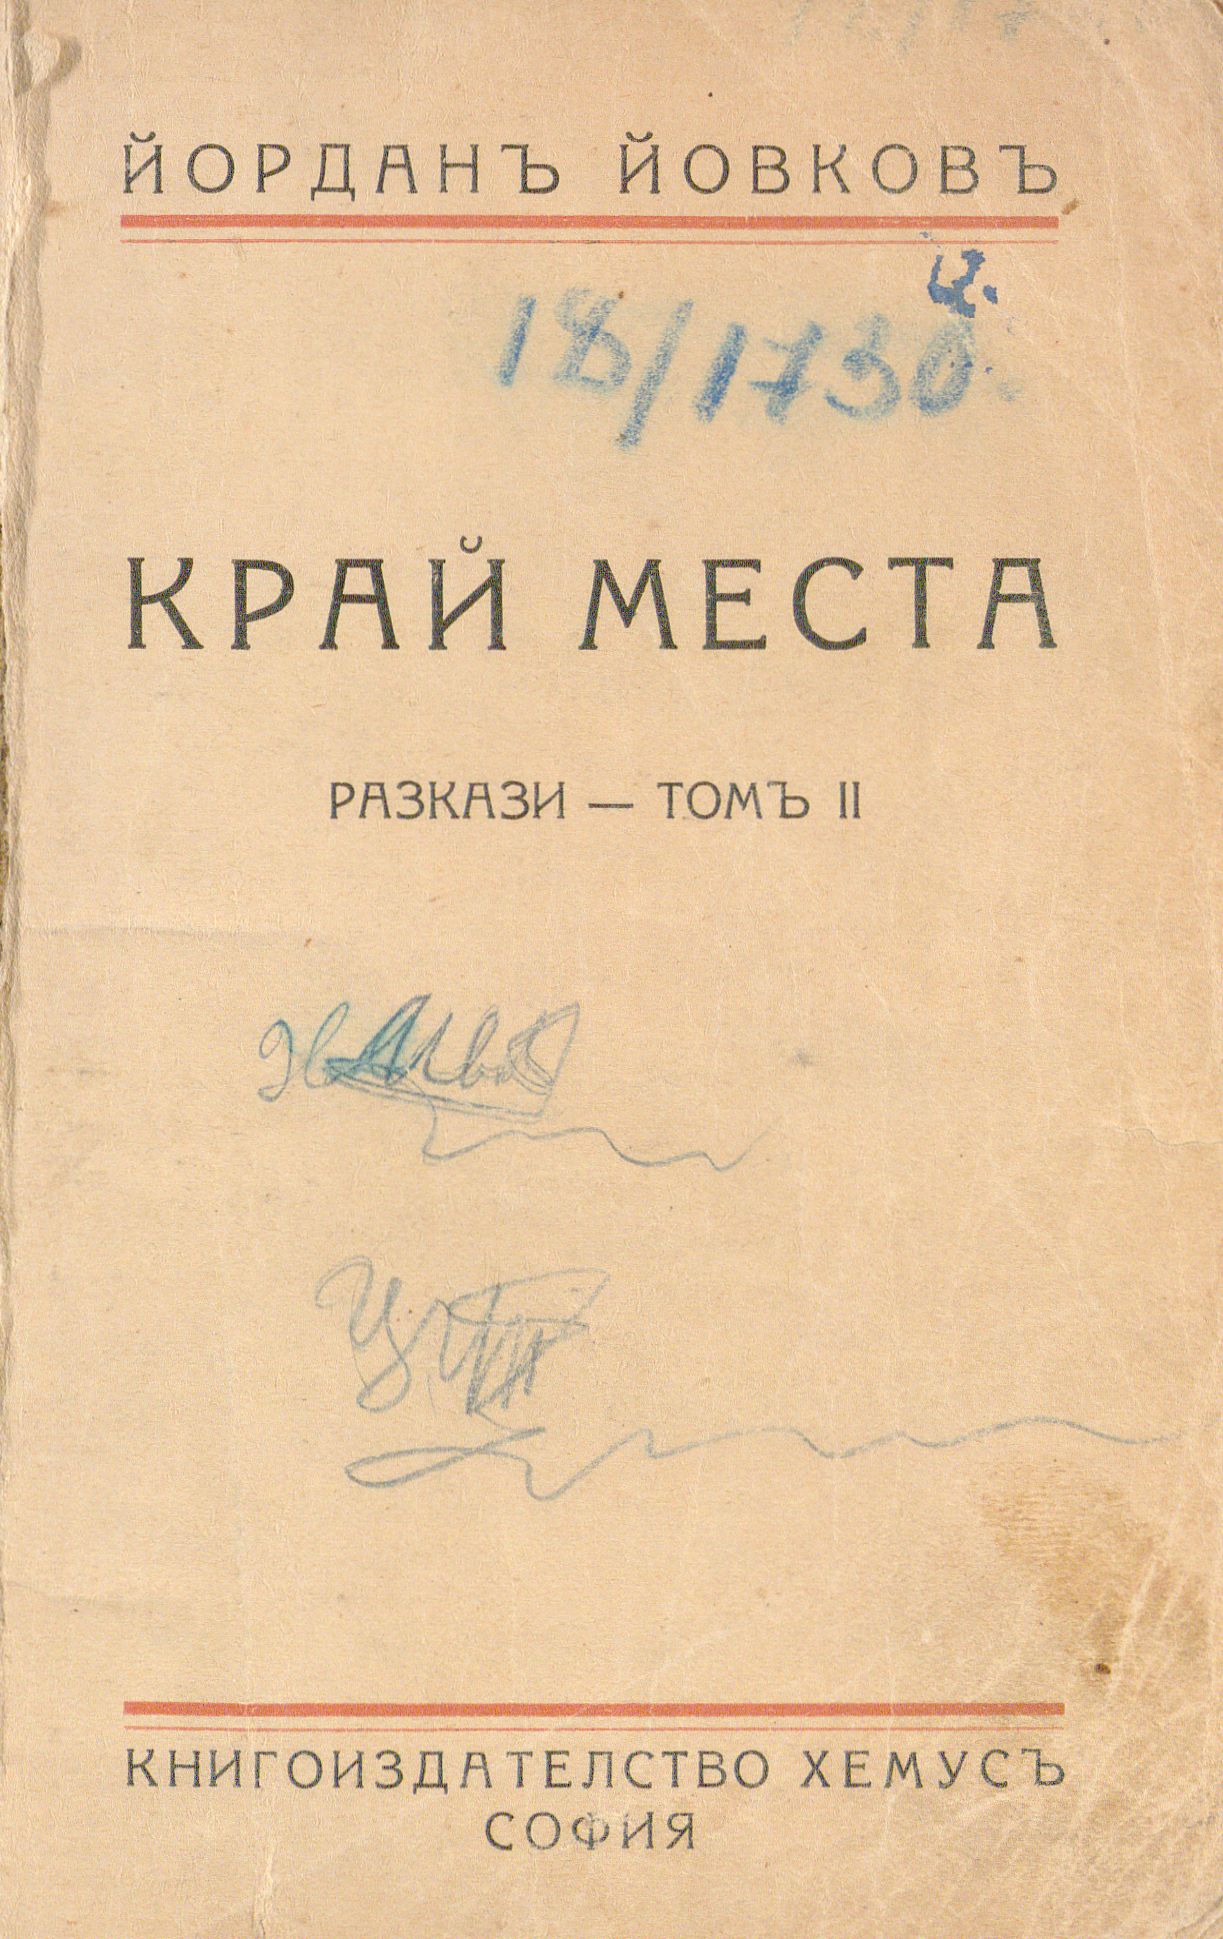 ЙОРДАНЪ ЙОВКОВЪ
18/1730
КРАЙ МЕСТА
РАЗКАЗИ — ТОМЪ II
КНИГОИЗДАТЕЛСТВО ХЕМУСЪ
СОФИЯ